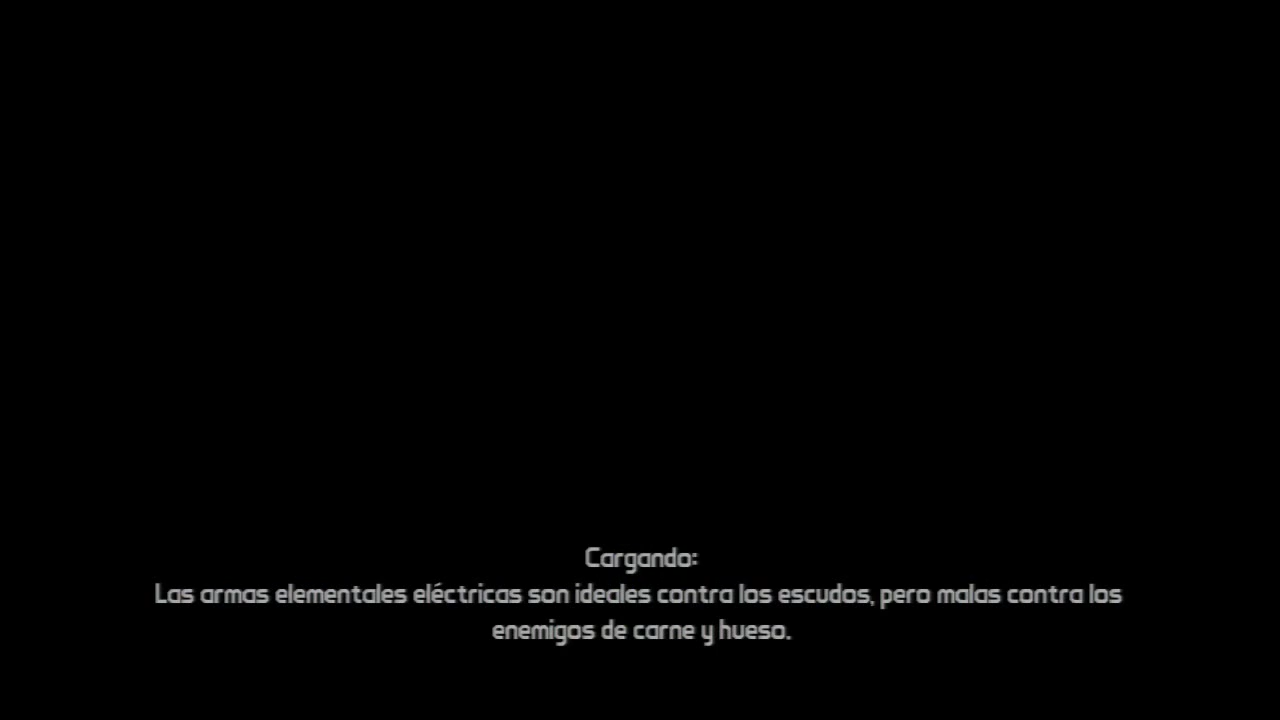 Cargando:
Las armas elementales eléctricas son ideales contra los escudos, pero malas contra los
enemigos de carne y hueso.